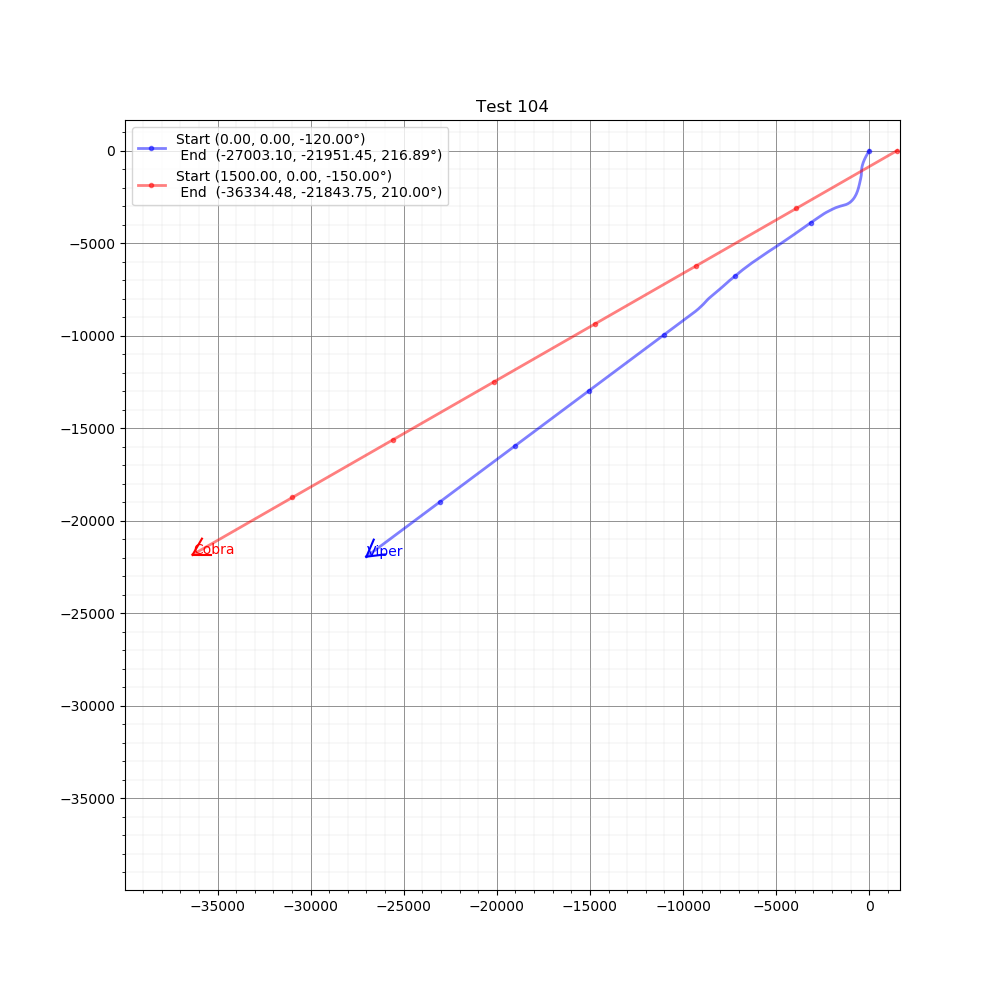 Test 104
Start (0.00, 0.00, -120.00°)
End  (-27003.10, -21951.45, 216.89°)
Start (1500.00, 0.00, -150.00°)
End  (-36334.48, -21843.75, 210.00°)
0
−5000
−10000
−15000
−20000
−25000
−30000
−35000
Cobra
Viper
−35000 −30000 −25000 −20000 −15000 −10000 −5000 0